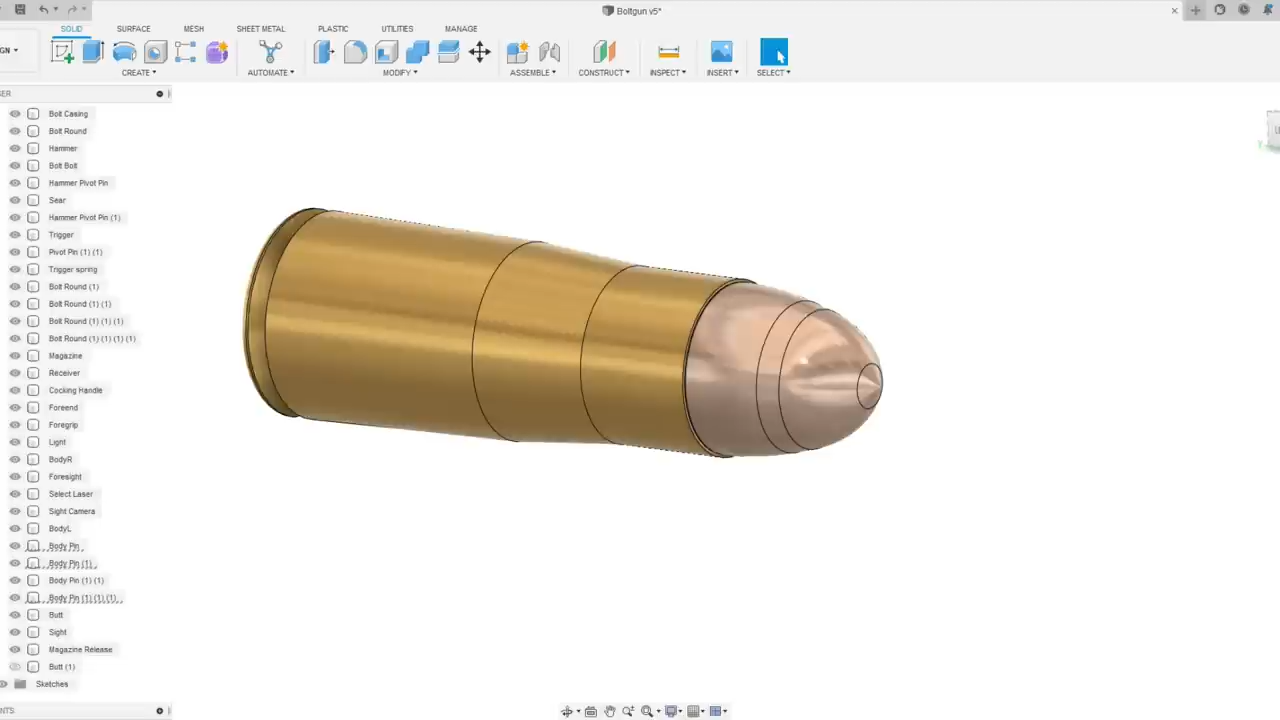 Boltgun v5*
SOLID SURFACE MESH SHEET METAL PLASTIC UTILITIES MANAGE
GN
CREATE AUTOMATE MODIFY ASSEMBLE CONSTRUCT INSPECT INSERT SELECT
SER
Bolt Casing
Bolt Round
Hammer
Bolt Bolt
Hammer Pivot Pin
Sear
Hammer Pivot Pin (1)
Trigger
Pivot Pin (1) (1)
Trigger spring
Bolt Round (1)
Bolt Round (1) (1)
Bolt Round (1) (1) (1)
Bolt Round (1) (1) (1) (1)
Magazine
Receiver
Cocking Handle
Foreend
Foregrip
Light
BodyR
Foresight
Select Laser
Sight Camera
BodyL
Body Pin
Body Pin (1)
Body Pin (1) (1)
Body Pin (1) (1) (1)
Butt
Sight
Magazine Release
Butt (1)
Sketches
ENTS